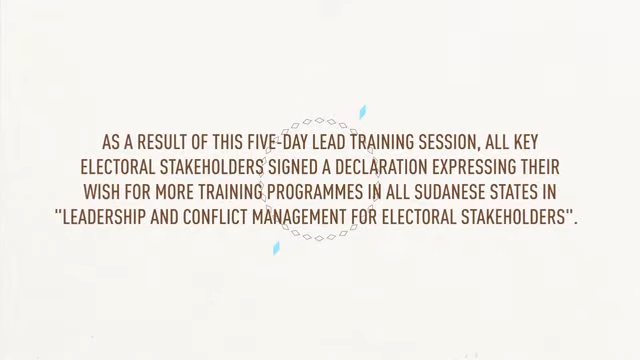 AS A RESULT OF THIS FIVE-DAY LEAD TRAINING SESSION, ALL KEY
ELECTORAL STAKEHOLDERS SIGNED A DECLARATION EXPRESSING THEIR
WISH FOR MORE TRAINING PROGRAMMES IN ALL SUDANESE STATES IN
"LEADERSHIP AND CONFLICT MANAGEMENT FOR ELECTORAL STAKEHOLDERS".